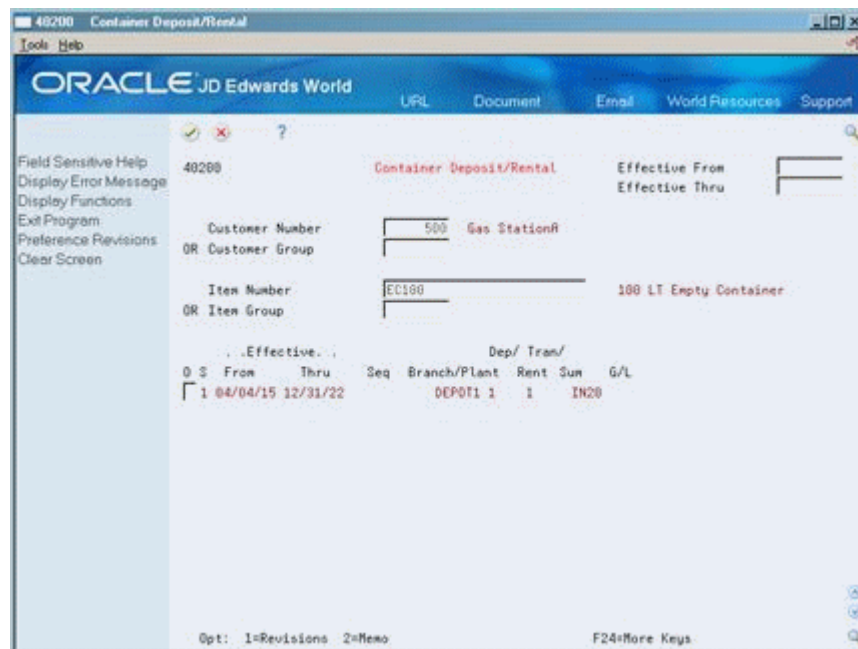 40200 Container Deposit/Rental
Tools Help
ORACLE JD Edwards World
URL Document Email World Resources Support
?
Field Sensitive Help
Display Error Message
Display Functions
Exit Program
Preference Revisions
Clear Screen
40200 Container Deposit/Rental Effective From
Effective Thru
Customer Number 500 Gas StationA
OR Customer Group
Item Number EC100 100 LT Empty Container
OR Item Group
. .Effective. . Dep/ Tran/
O S From Thru Seq Branch/Plant Rent Sum G/L
1 04/04/15 12/31/22 DEPOT1 1 1 IN20
Opt: 1=Revisions 2=Memo F24=More Keys